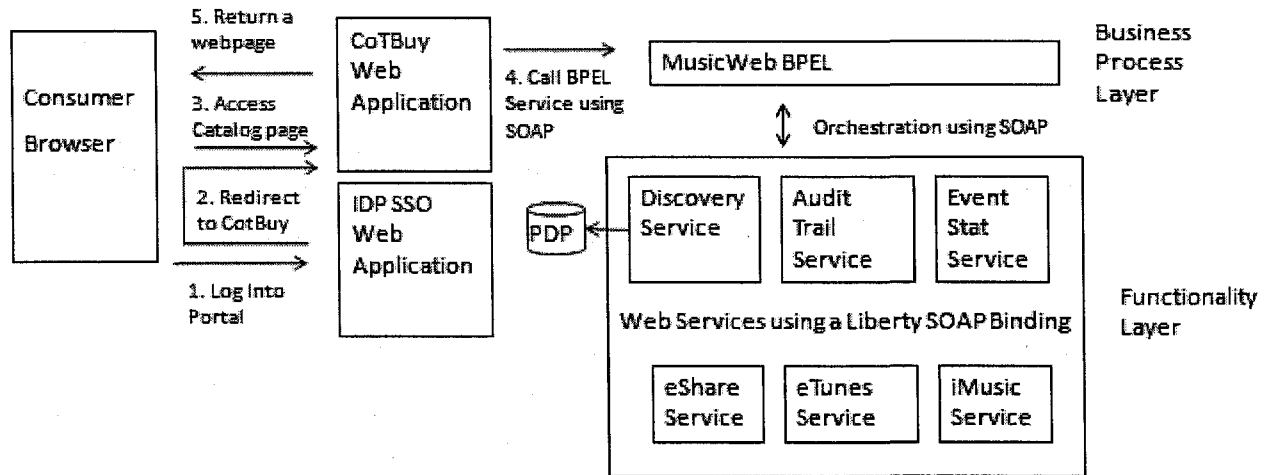 5. Return a
webpage
Consumer
Browser
3. Access
Catalog page
2. Redirect
to CotBuy
1. Log into
Portal
CoTBuy
Web
Application
IDP SSO
Web
Application
4. Call BPEL
Service using
SOAP
MusicWeb BPEL
Business
Process
Layer
Orchestration using SOAP
PDP
Discovery
Service
Audit
Trail
Service
Event
Stat
Service
Web Services using a Liberty SOAP Binding
Functionality
Layer
eShare
Service
eTunes
Service
iMusic
Service